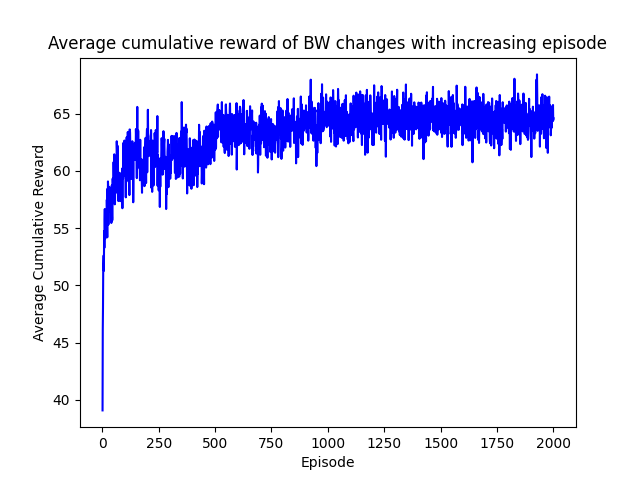 Average cumulative reward of BW changes with increasing episode
Average Cumulative Reward
65
60
55
50
45
40
0 250 500 750 1000 1250 1500 1750 2000
Episode